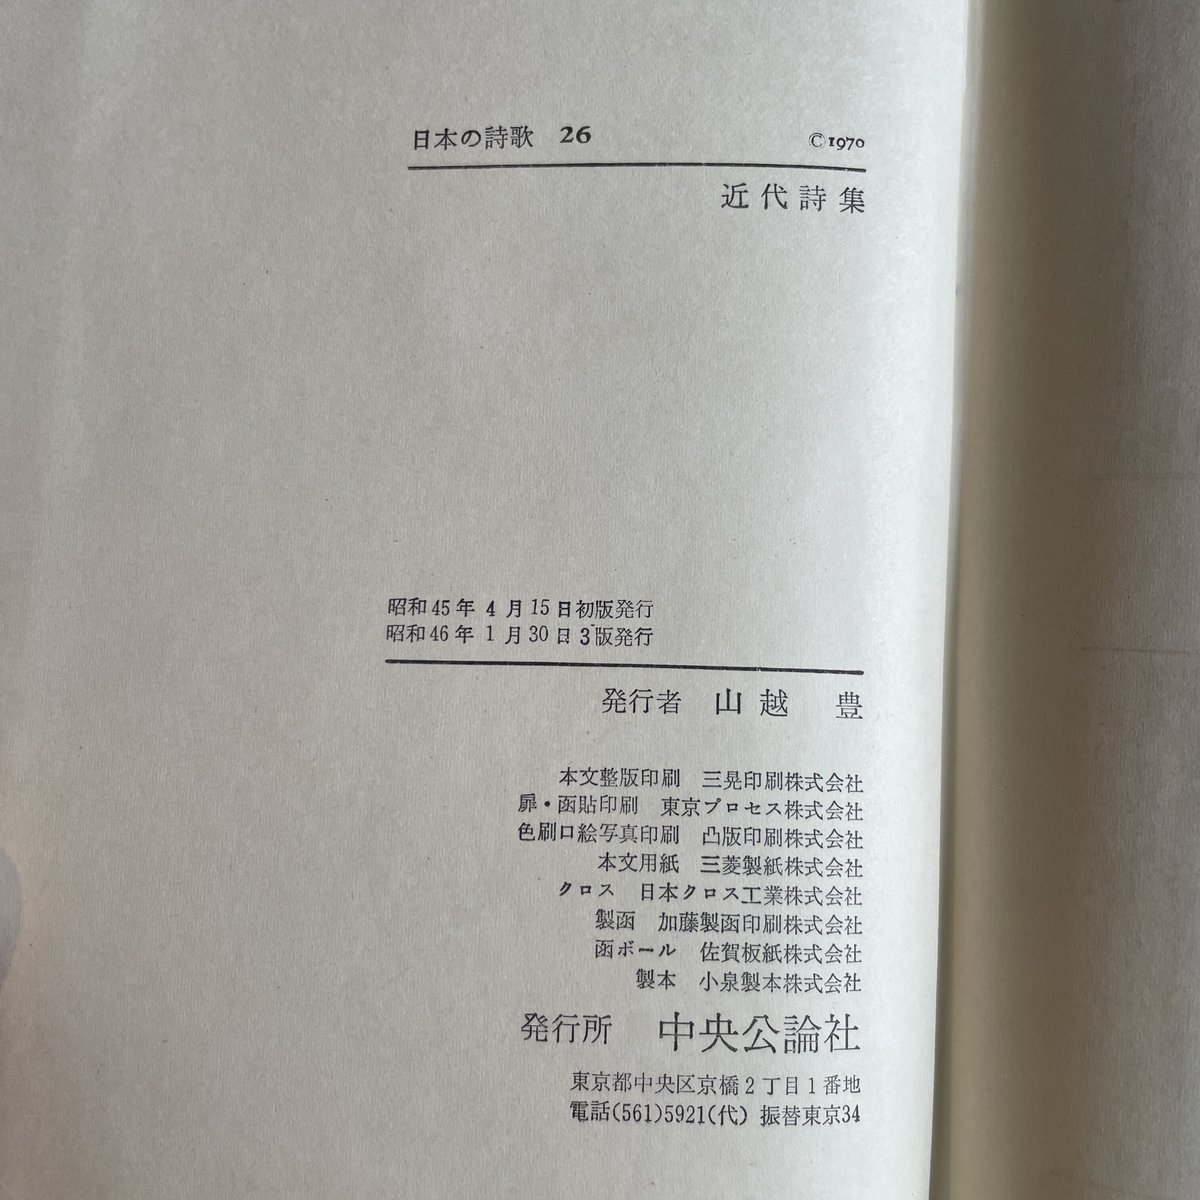 日本の詩歌 26 ©1970
近代詩集
昭和45年 4月15日初版発行
昭和46年 1月30日 3版発行
発行者 山越 豊
本文整版印刷 三晃印刷株式会社
扉・函貼印刷 東京プロセス株式会社
色刷口絵写真印刷 凸版印刷株式会社
本文用紙 三菱製紙株式会社
クロス 日本クロス工業株式会社
製函 加藤製函印刷株式会社
函ボール 佐賀板紙株式会社
製本 小泉製本株式会社
発行所 中央公論社
東京都中央区京橋2丁目1番地
電話(561)5921(代) 振替東京34